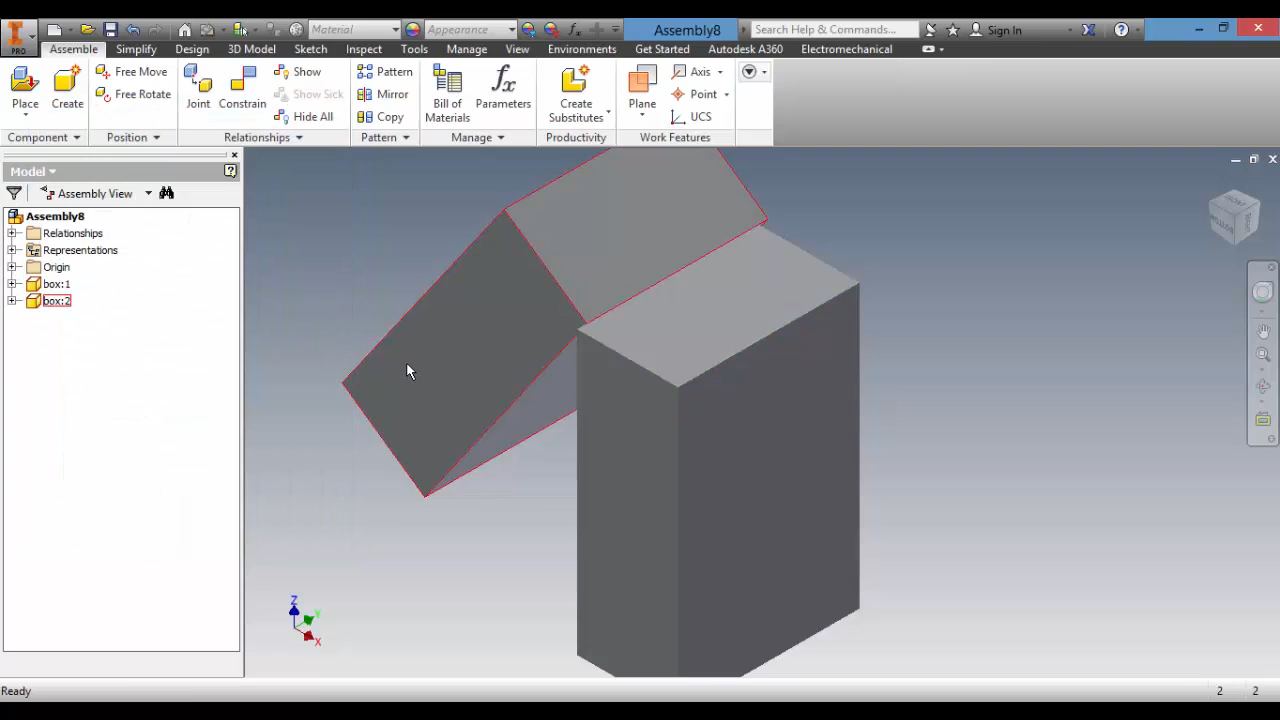 Material
Appearance
fx
Assembly8
Search Help & Commands...
Sign In
PRO
Assemble Simplify Design 3D Model Sketch Inspect Tools Manage View Environments Get Started Autodesk A360 Electromechanical
Place
Create
Free Move
Free Rotate
Joint
Constrain
Show
Show Sick
Hide All
Pattern
Mirror
Copy
Bill of
Materials
fx
Parameters
Create
Substitutes
Plane
Axis
Point
UCS
Component Position Relationships Pattern Manage Productivity Work Features
Model
Assembly View
Assembly8
Relationships
Representations
Origin
box:1
box:2
Z
Y
X
Ready
2 2